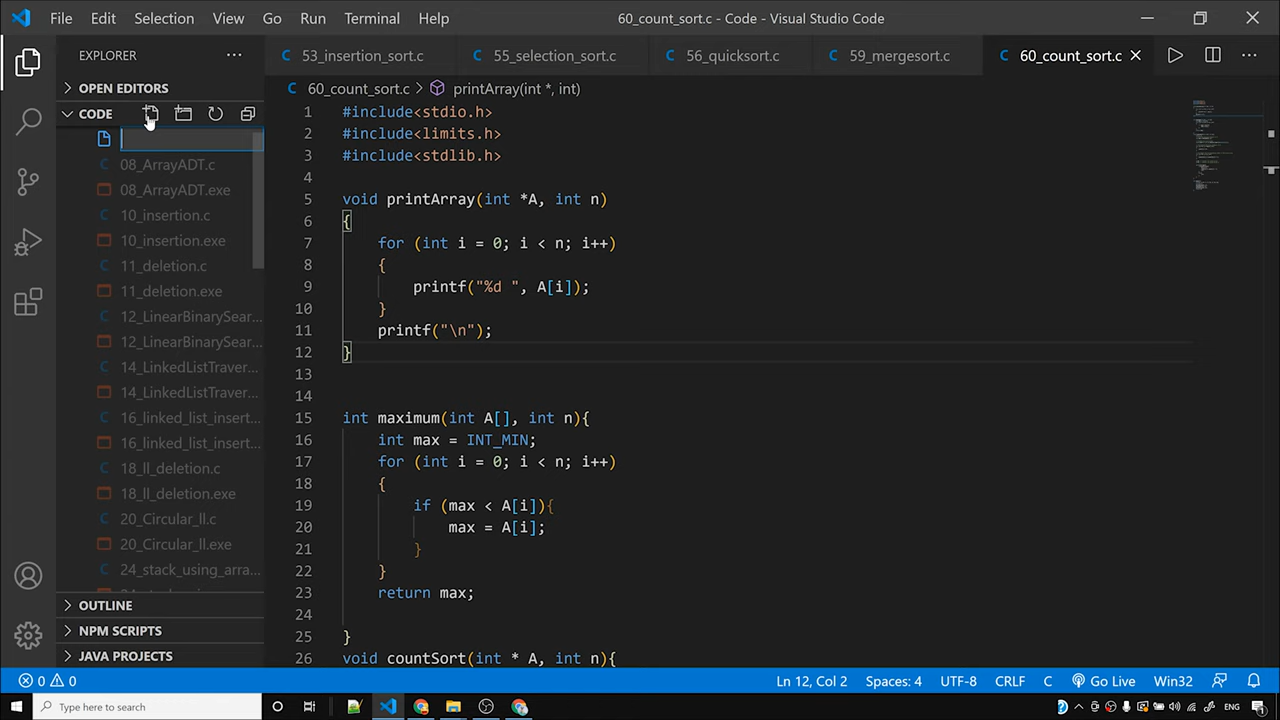 File Edit Selection View Go Run Terminal Help 60_count_sort.c - Code - Visual Studio Code
EXPLORER ...
53_insertion_sort.c 55_selection_sort.c 56_quicksort.c 59_mergesort.c 60_count_sort.c
OPEN EDITORS
60_count_sort.c > printArray(int *, int)
CODE
08_ArrayADT.c
08_ArrayADT.exe
10_insertion.c
10_insertion.exe
11_deletion.c
11_deletion.exe
12_LinearBinarySear...
12_LinearBinarySear...
14_LinkedListTraver...
14_LinkedListTraver...
16_linked_list_insert...
16_linked_list_insert...
18_ll_deletion.c
18_ll_deletion.exe
20_Circular_ll.c
20_Circular_ll.exe
24_stack_using_arra...
OUTLINE
NPM SCRIPTS
JAVA PROJECTS
1 #include<stdio.h>
2 #include<limits.h>
3 #include<stdlib.h>
4
5 void printArray(int *A, int n)
6 {
7 for (int i = 0; i < n; i++)
8 {
9 printf("%d ", A[i]);
10 }
11 printf("\n");
12 }
13
14
15 int maximum(int A[], int n){
16 int max = INT_MIN;
17 for (int i = 0; i < n; i++)
18 {
19 if (max < A[i]){
20 max = A[i];
21 }
22 }
23 return max;
24
25 }
26 void countSort(int * A, int n){
0 0 Ln 12, Col 2 Spaces: 4 UTF-8 CRLF C Go Live Win32
Type here to search ENG